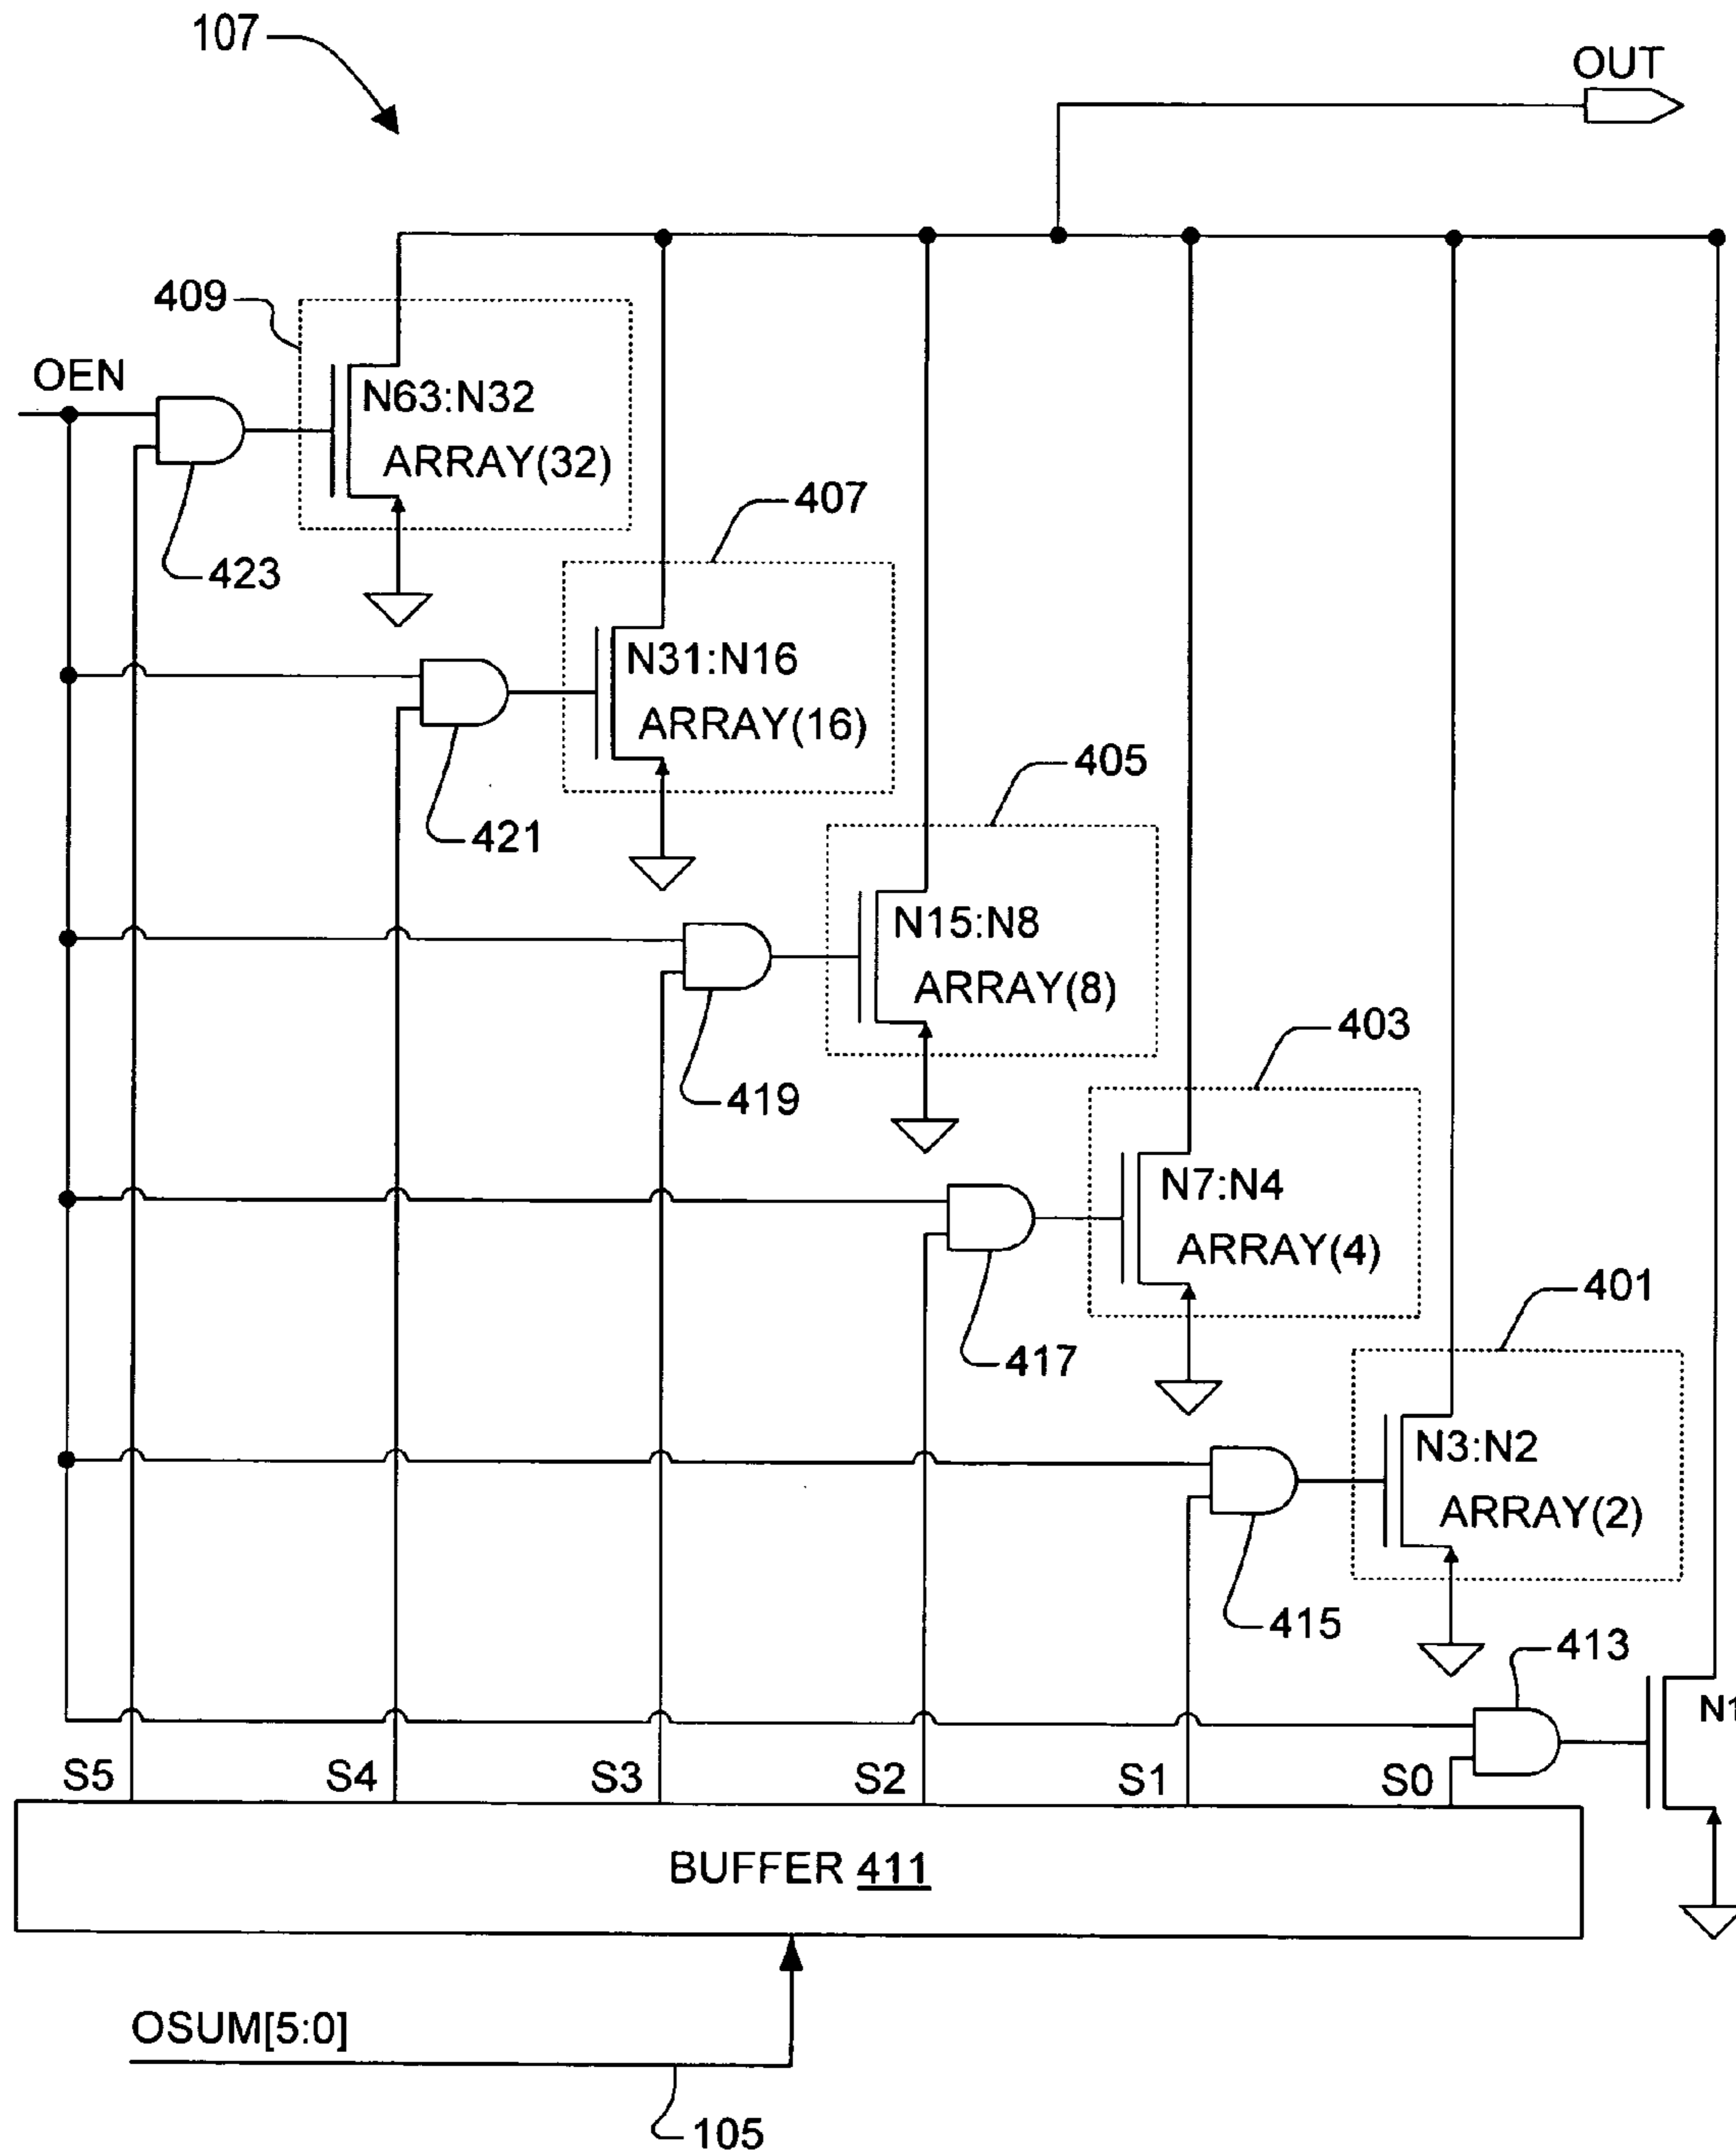 107
OUT
409
OEN
N63:N32
ARRAY(32)
407
423
N31:N16
ARRAY(16)
405
421
N15:N8
ARRAY(8)
403
419
N7:N4
ARRAY(4)
401
417
N3:N2
ARRAY(2)
415
413
N1
S5 S4 S3 S2 S1 S0
BUFFER 411
OSUM[5:0]
105